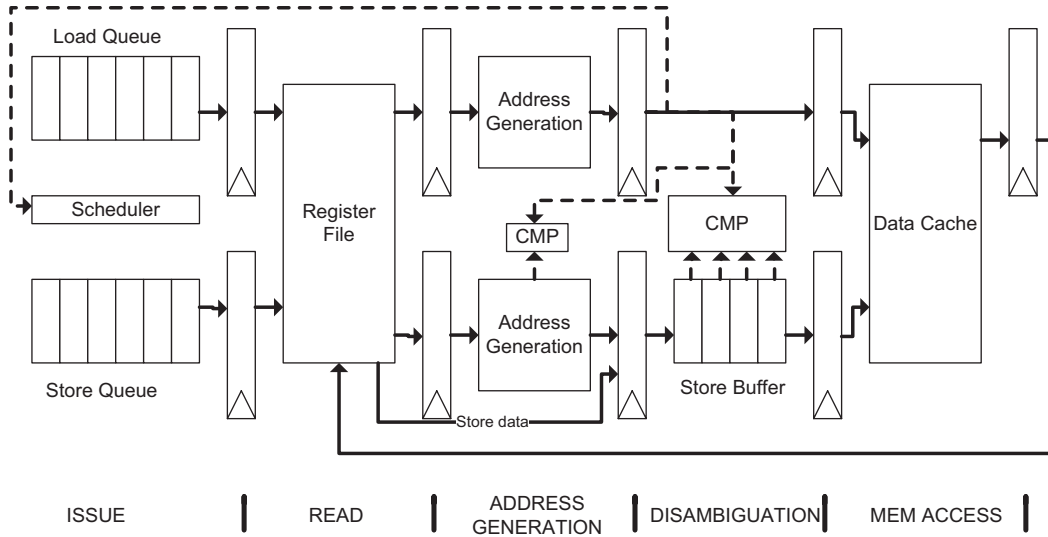 Load Queue
Scheduler
Store Queue
Register
File
Address
Generation
CMP
CMP
Address
Generation
Store Buffer
Store data
Data Cache
ISSUE
READ
ADDRESS
GENERATION
DISAMBIGUATION
MEM ACCESS